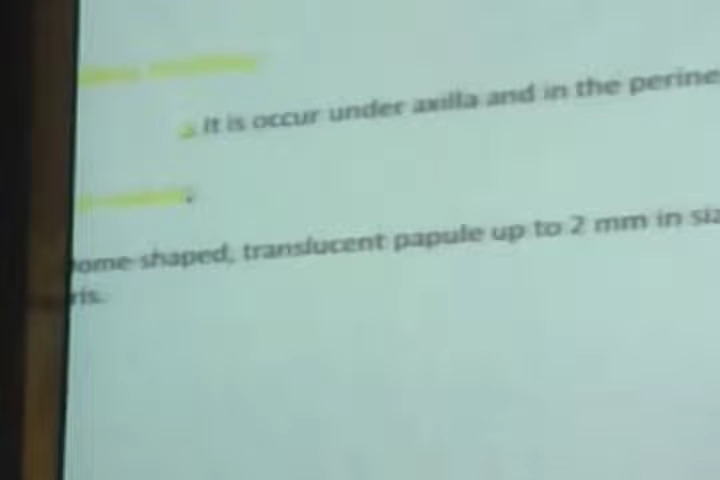 It is occur under axilla and in the perine
ome shaped, translucent papule up to 2 mm in siz
ris.